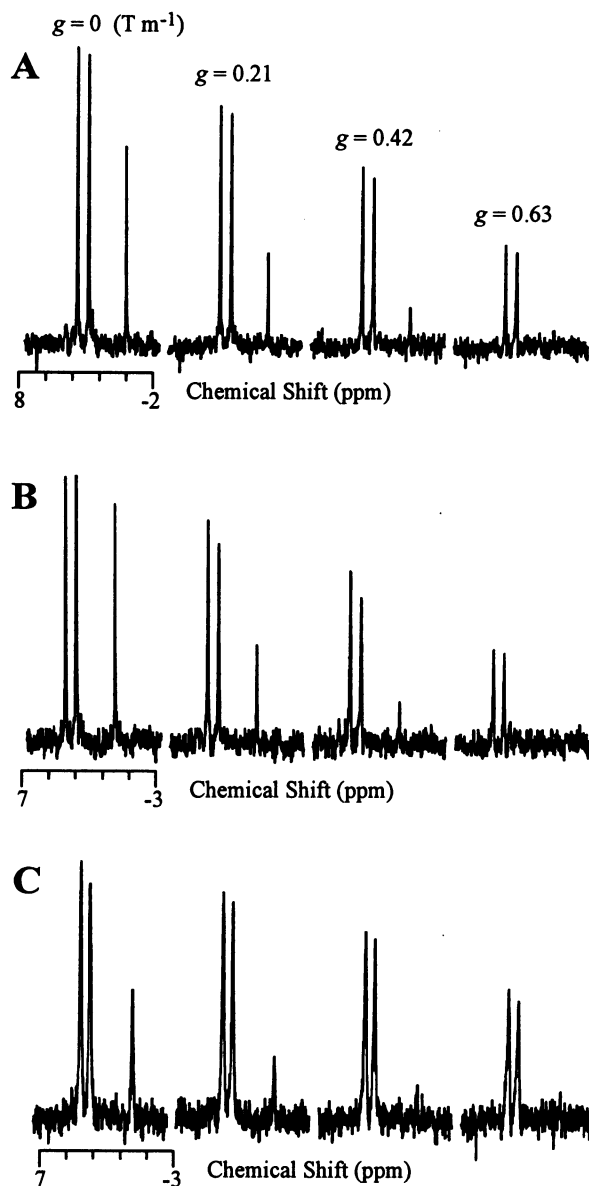 g = 0 (T m⁻¹)
A
g = 0.21
g = 0.42
g = 0.63
8
-2
Chemical Shift (ppm)
B
7
-3
Chemical Shift (ppm)
C
7
-3
Chemical Shift (ppm)